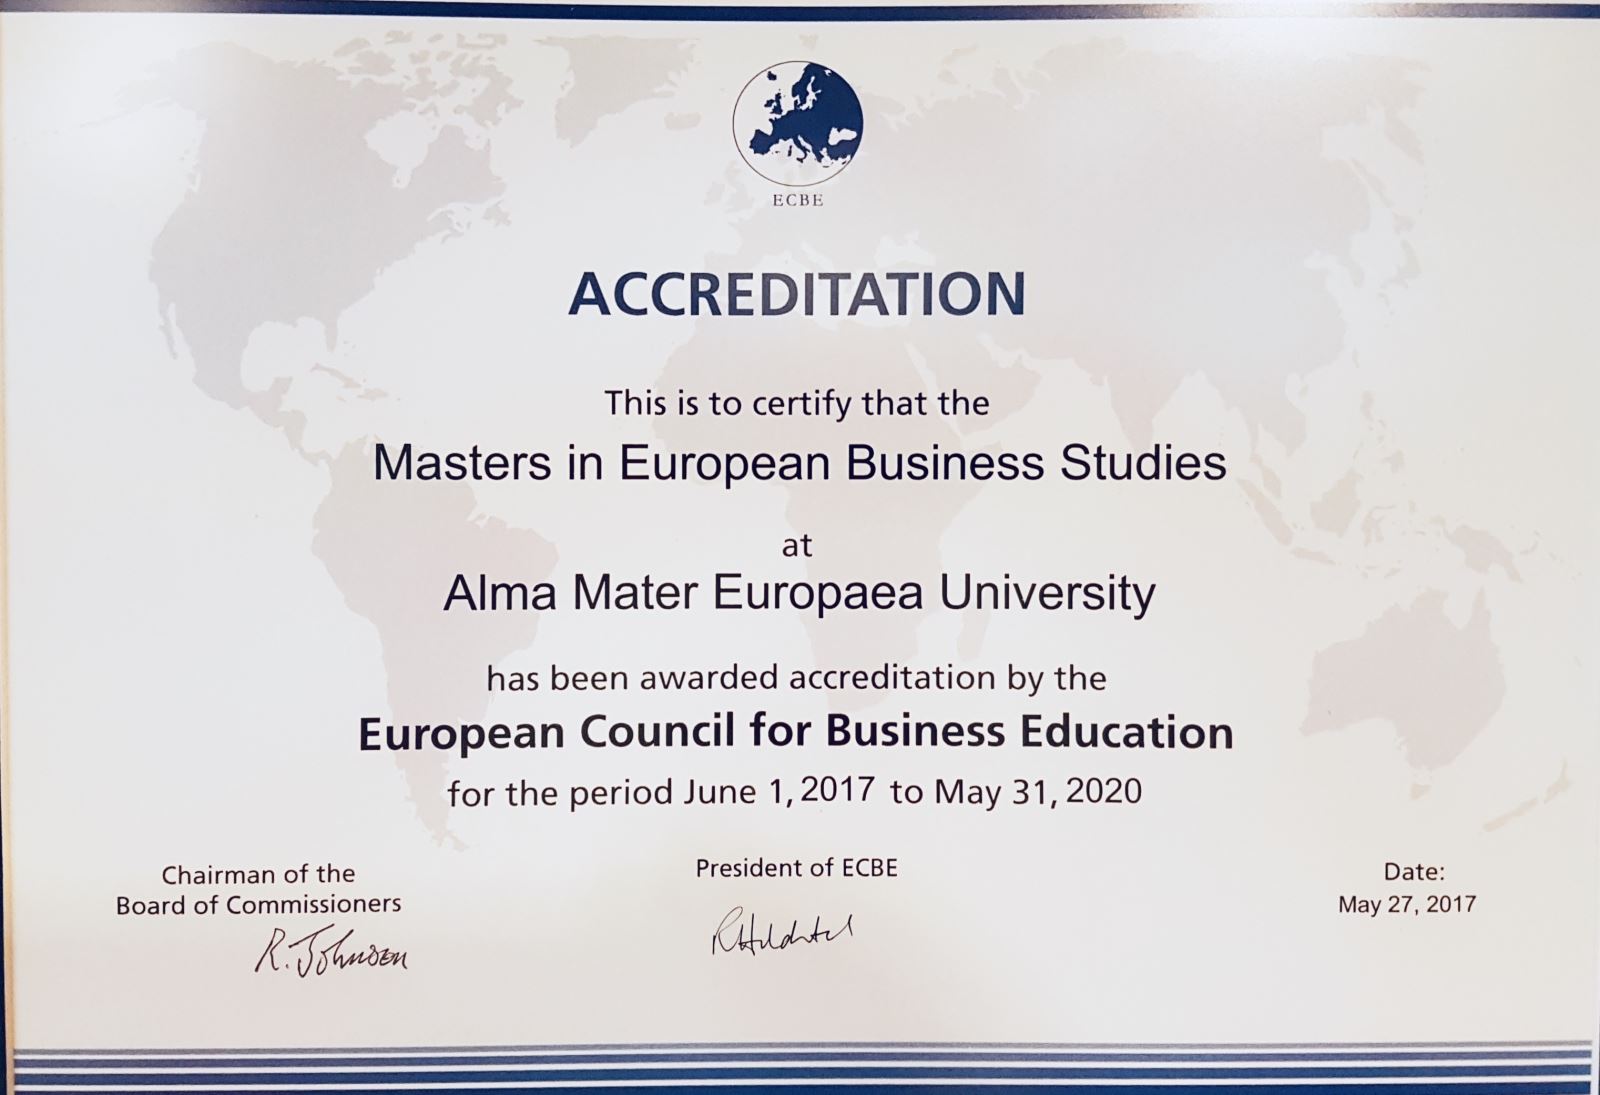 ECBE
ACCREDITATION
This is to certify that the
Masters in European Business Studies
at
Alma Mater Europaea University
has been awarded accreditation by the
European Council for Business Education
for the period June 1, 2017 to May 31, 2020
Chairman of the
Board of Commissioners
R. Johnson
President of ECBE
Date:
May 27, 2017